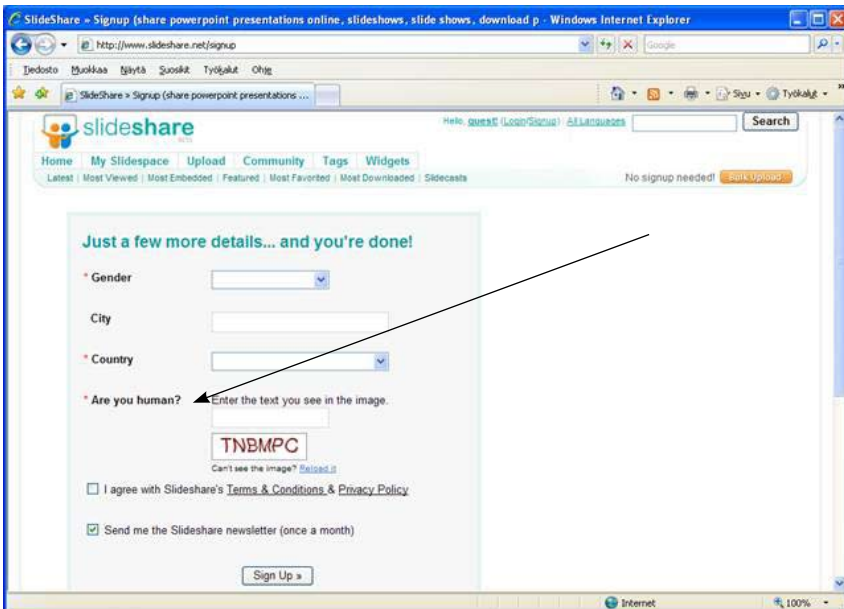 SlideShare » Signup (share powerpoint presentations online, slideshows, slide shows, download p - Windows Internet Explorer
http://www.slideshare.net/signup
Google
Tiedosto Muokkaa Näytä Suosikit Työkalut Ohje
SlideShare » Signup (share powerpoint presentations ...
Sivu Työkalut »
slideshare
BETA
Hello, guest! (Login/Signup) All Languages
Search
Home My Slidespace Upload Community Tags Widgets
Latest | Most Viewed | Most Embedded | Featured | Most Favorited | Most Downloaded | Slidecasts
No signup needed! Bulk Upload
Just a few more details... and you're done!
* Gender
City
* Country
* Are you human? Enter the text you see in the image.
TNBMPC
Can't see the image? Reload it
I agree with Slideshare's Terms & Conditions & Privacy Policy
Send me the Slideshare newsletter (once a month)
Sign Up »
Internet 100%